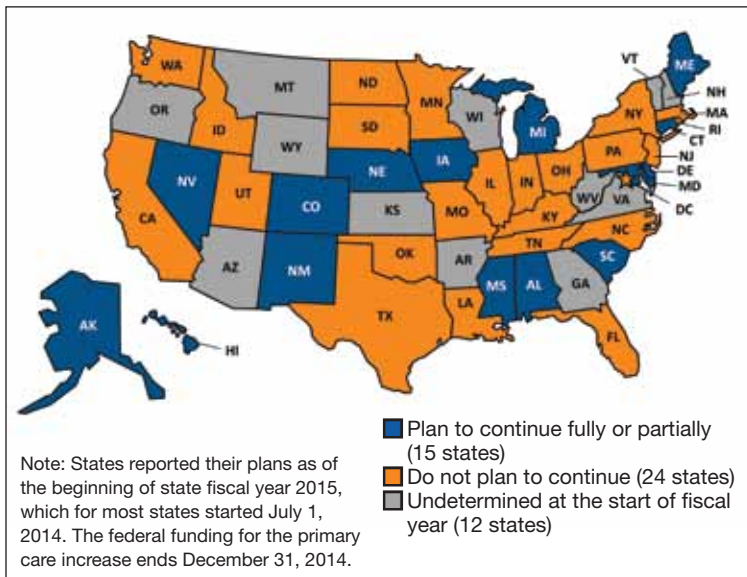 WA
MT
ND
MN
VT
ME
NH
OR
ID
SD
WI
MI
NY
MA
WY
RI
CT
NV
NE
IA
PA
NJ
UT
CO
IL
IN
OH
DE
CA
KS
MO
WV
VA
MD
KY
DC
AZ
NM
OK
AR
TN
NC
SC
MS
AL
GA
TX
LA
FL
AK
HI
Plan to continue fully or partially
(15 states)
Do not plan to continue (24 states)
Undetermined at the start of fiscal
year (12 states)
Note: States reported their plans as of
the beginning of state fiscal year 2015,
which for most states started July 1,
2014. The federal funding for the primary
care increase ends December 31, 2014.